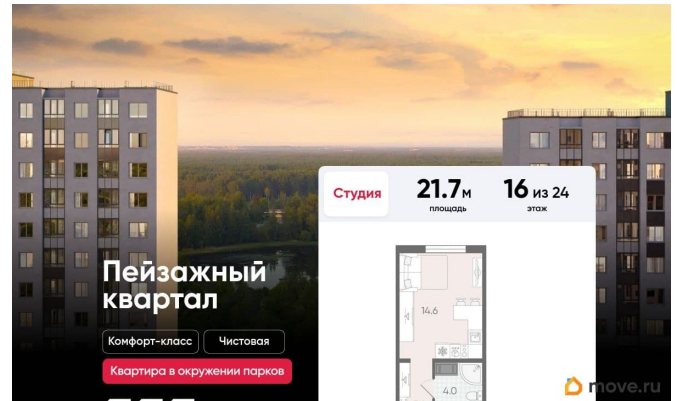 Студия
21.7 м
площадь
16 из 24
этаж
Пейзажный
квартал
14.6
Комфорт-класс
Чистовая
Квартира в окружении парков
4.0
move.ru